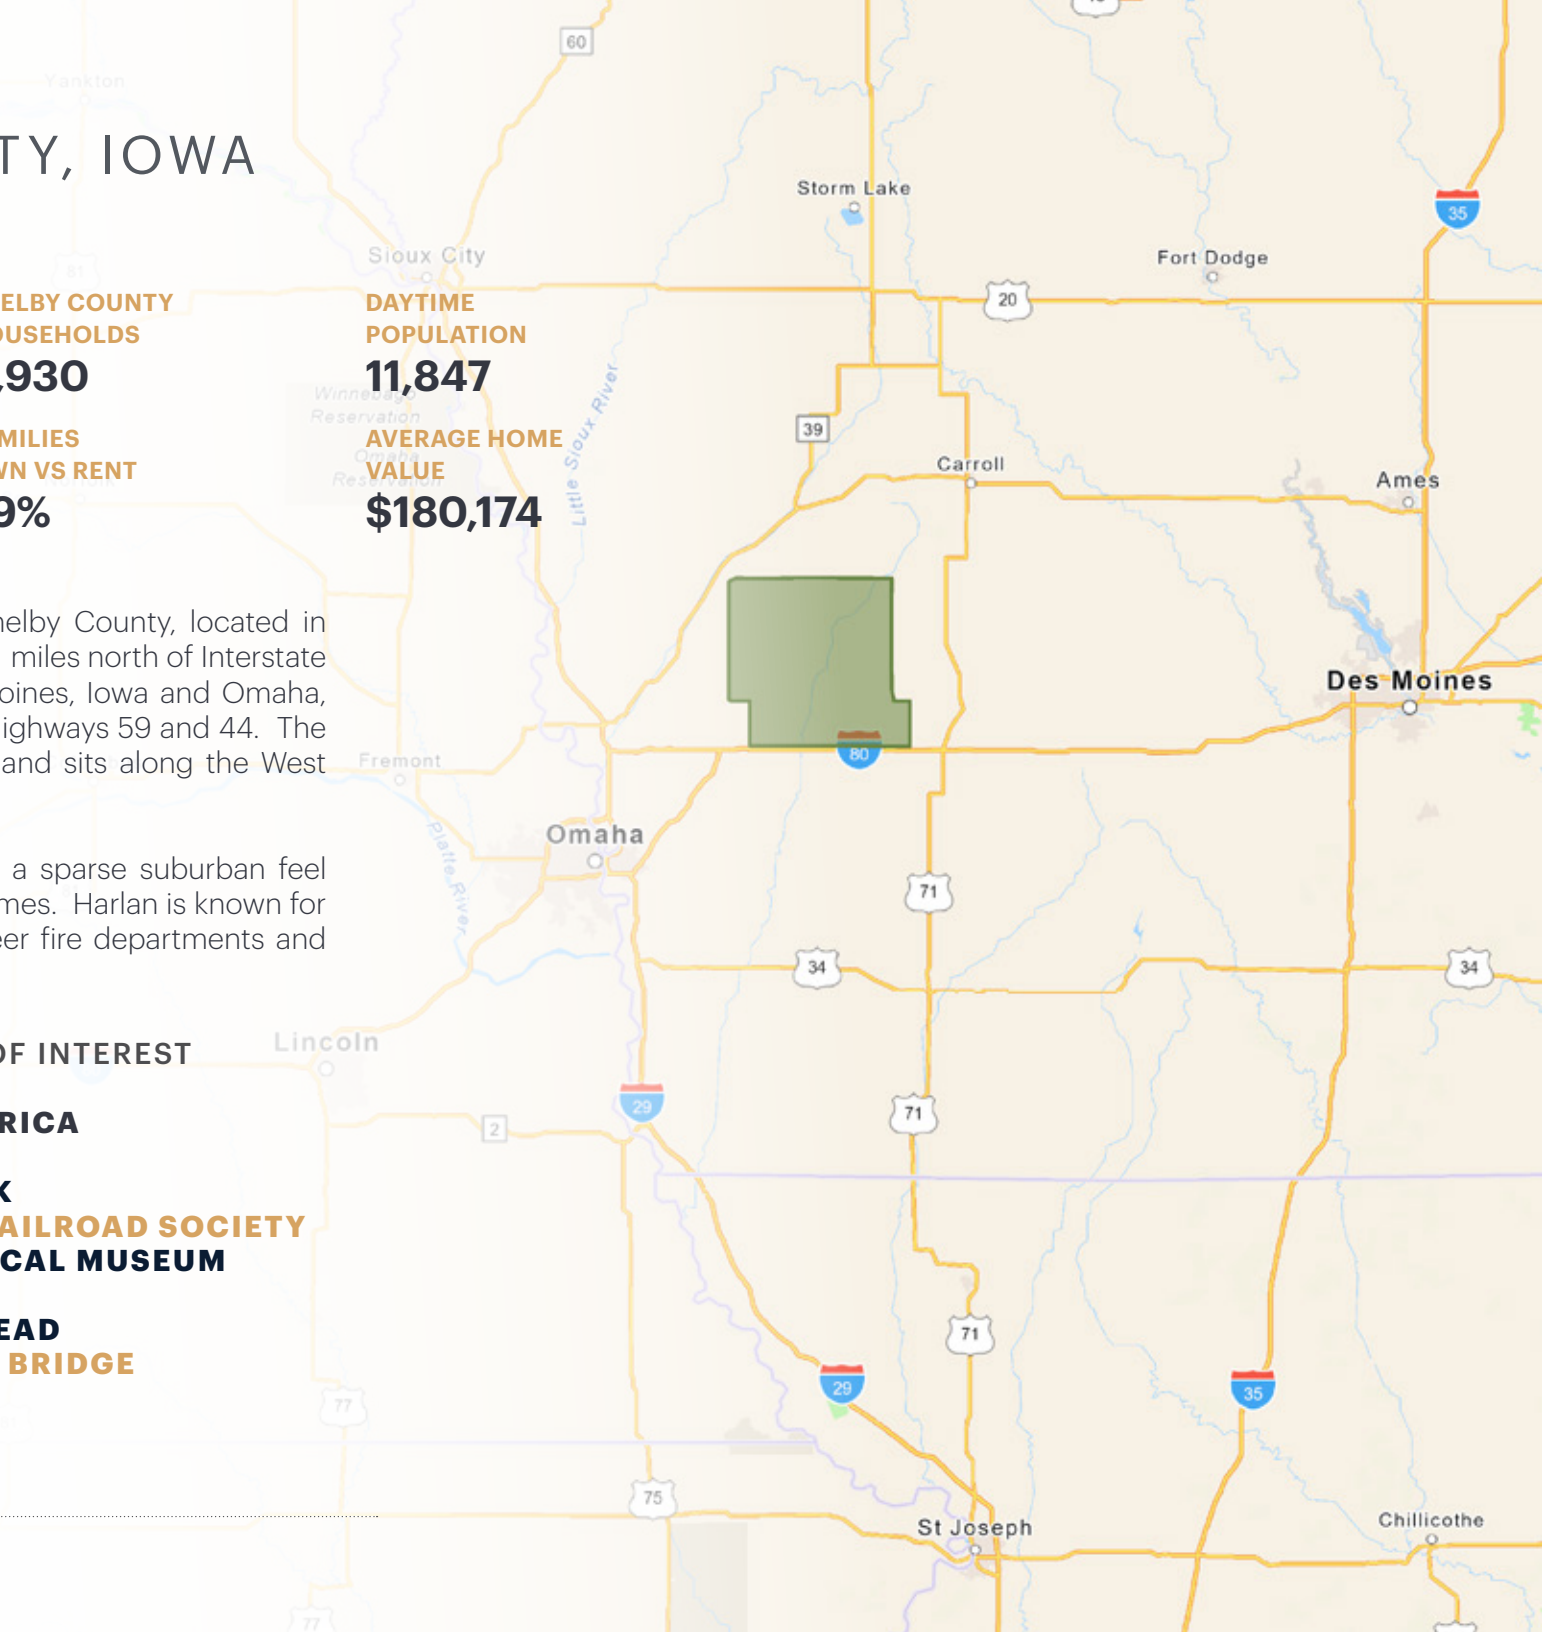 TY, IOWA
ELBY COUNTY
OUSEHOLDS
,930
DAYTIME
POPULATION
11,847
MILIES
WN VS RENT
9%
AVERAGE HOME
VALUE
$180,174
helby County, located in
miles north of Interstate
oines, Iowa and Omaha,
ighways 59 and 44. The
and sits along the West
a sparse suburban feel
mes. Harlan is known for
eer fire departments and
OF INTEREST
RICA
K
AILROAD SOCIETY
CAL MUSEUM
EAD
BRIDGE
60
Yankton
Storm Lake
35
Sioux City
81
Fort Dodge
20
Winnebago
Reservation
Omaha
Reservation
Little Sioux River
39
Carroll
Ames
Des Moines
80
Fremont
Omaha
Platte River
71
34
34
Lincoln
29
2
71
71
29
35
77
75
St Joseph
Chillicothe
77